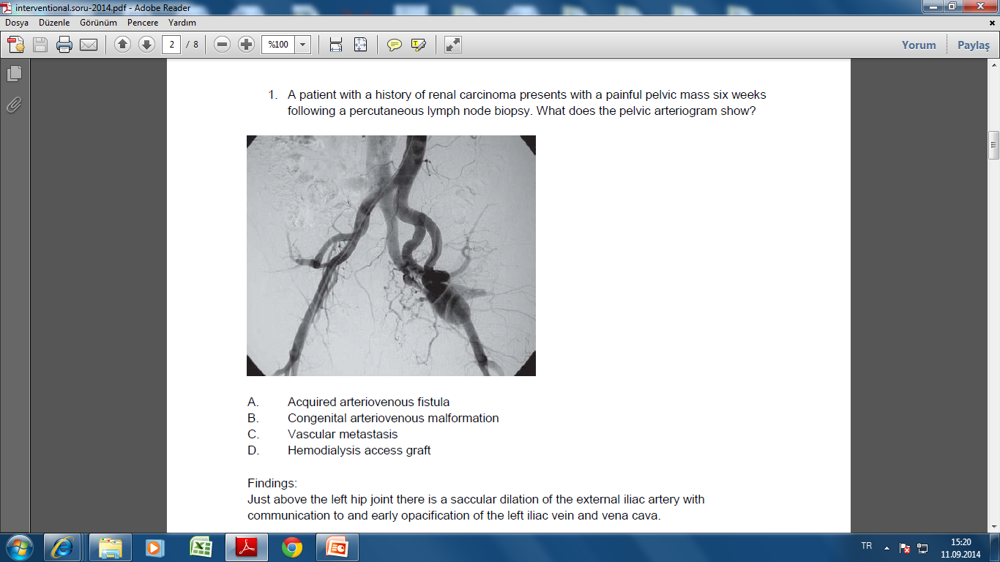 interventional.soru-2014.pdf - Adobe Reader
Dosya Düzenle Görünüm Pencere Yardım
2 / 8 %100 Yorum Paylaş
1. A patient with a history of renal carcinoma presents with a painful pelvic mass six weeks
following a percutaneous lymph node biopsy. What does the pelvic arteriogram show?
A. Acquired arteriovenous fistula
B. Congenital arteriovenous malformation
C. Vascular metastasis
D. Hemodialysis access graft
Findings:
Just above the left hip joint there is a saccular dilation of the external iliac artery with
communication to and early opacification of the left iliac vein and vena cava.
TR
15:20
11.09.2014